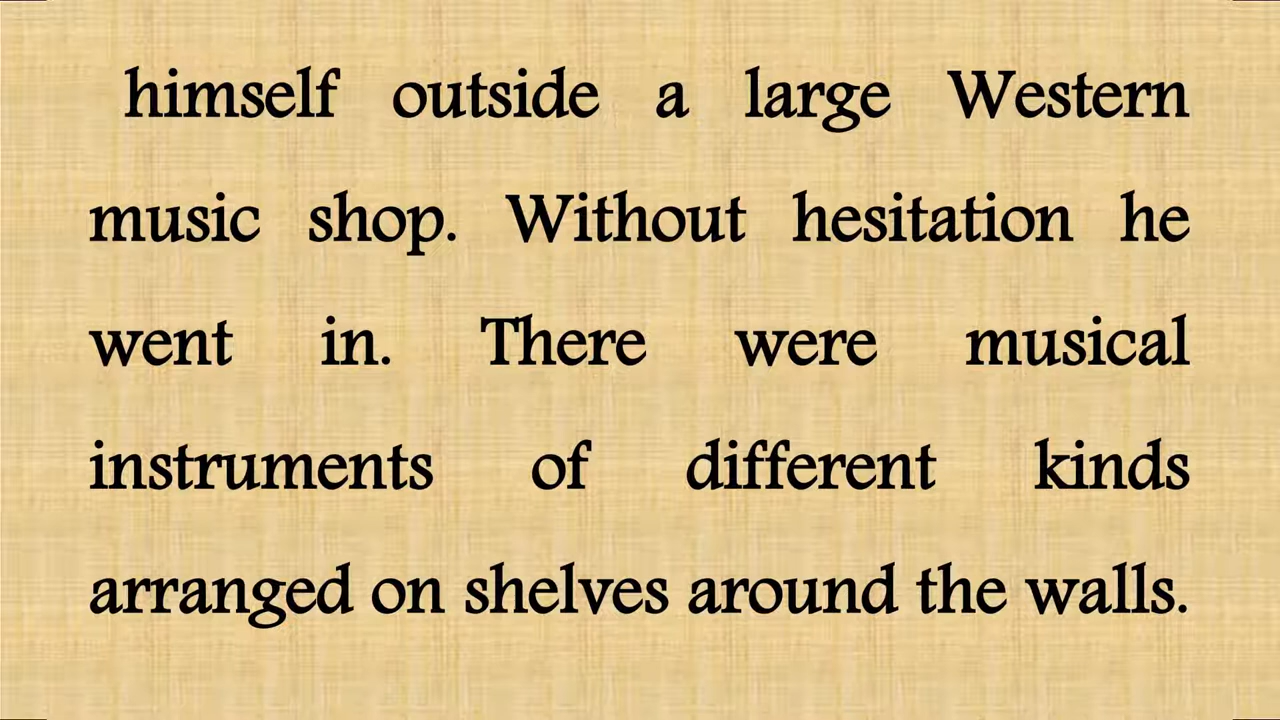 himself outside a large Western
music shop. Without hesitation he
went in. There were musical
instruments of different kinds
arranged on shelves around the walls.